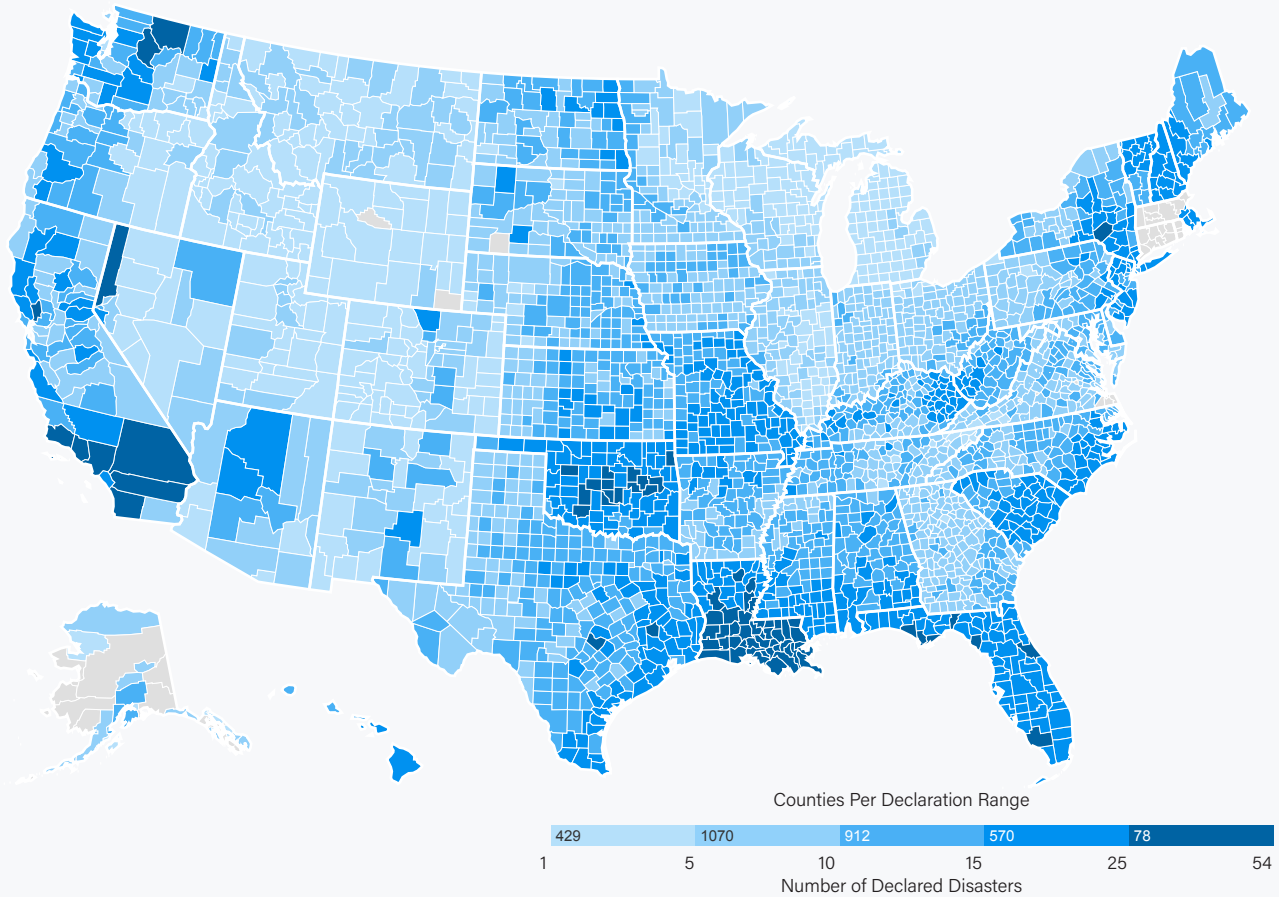 Counties Per Declaration Range
429 1070 912 570 78
1 5 10 15 25 54
Number of Declared Disasters